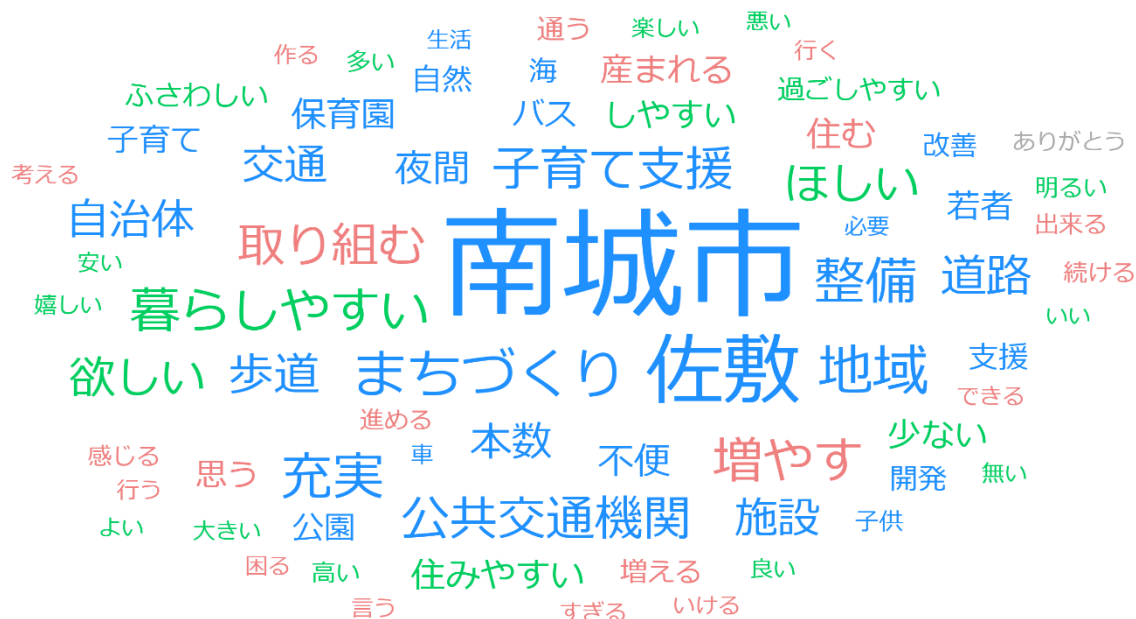 通う
楽しい
悪い
生活
作る
多い
自然
海
産まれる
行く
ふさわしい
保育園
バス
しやすい
過ごしやすい
子育て
交通
夜間
子育て支援
住む
改善
ありがとう
考える
ほしい
若者
明るい
自治体
取り組む
南城市
必要
出来る
安い
整備
道路
続ける
嬉しい
暮らしやすい
いい
欲しい
歩道
まちづくり
佐敷
地域
支援
できる
進める
少ない
感じる
思う
充実
車
本数
不便
増やす
開発
無い
行う
よい
大きい
公園
公共交通機関
施設
子供
困る
高い
住みやすい
増える
良い
言う
すぎる
いける